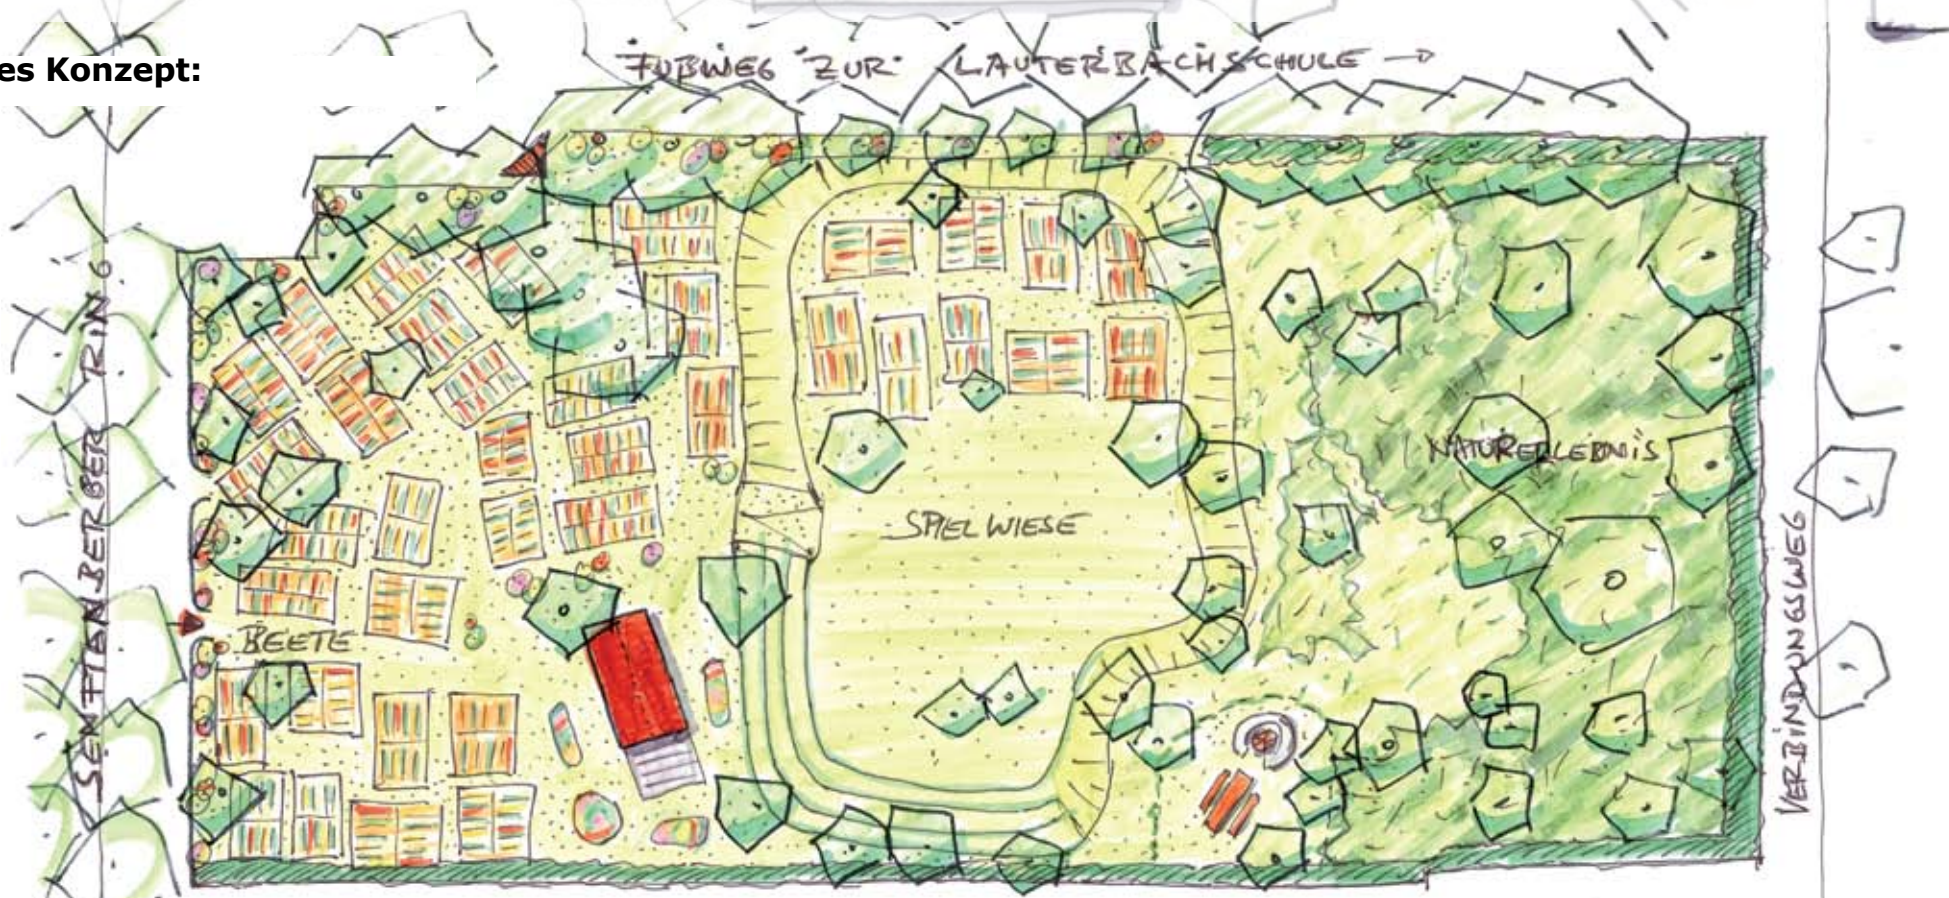 es Konzept:
FUßWEG ZUR LAUTERBACHSCHULE →
SENFTENBERGER RING
NATURERLEBNIS
SPIELWIESE
BEETE
VERBINDUNGSWEG